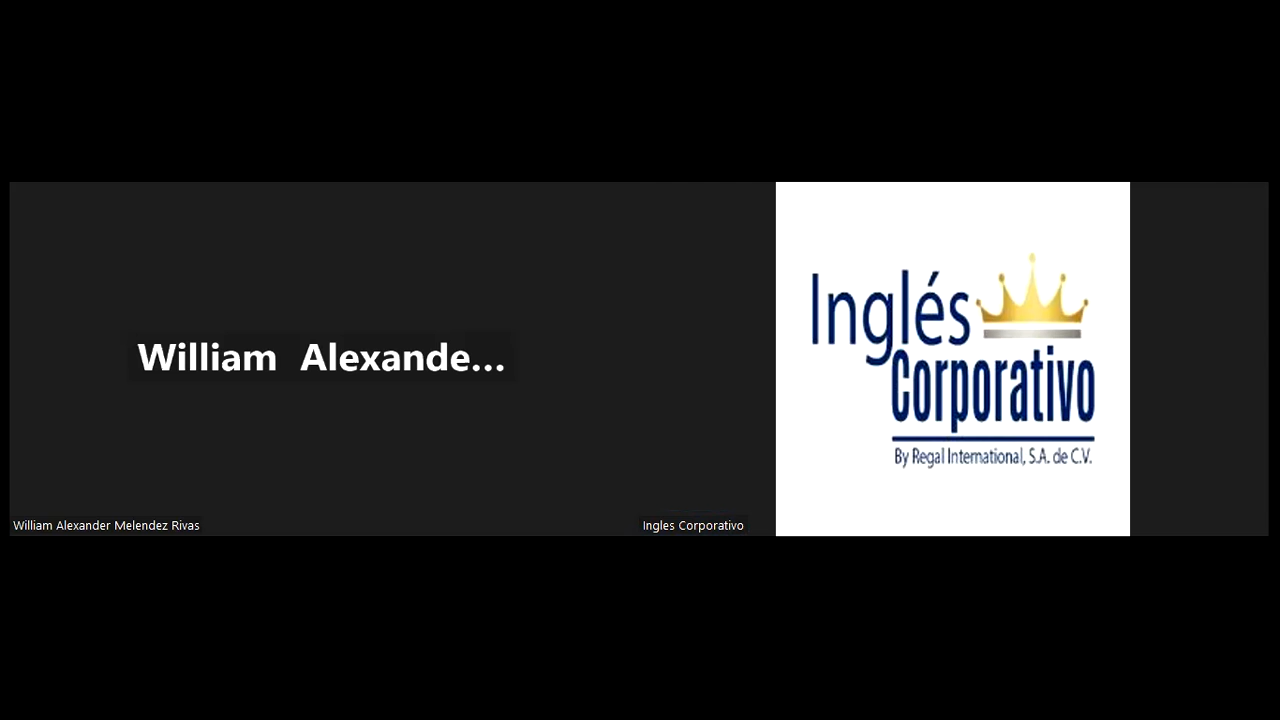 William Alexande...
Inglés
Corporativo
By Regal International, S.A. de C.V.
William Alexander Melendez Rivas
Ingles Corporativo